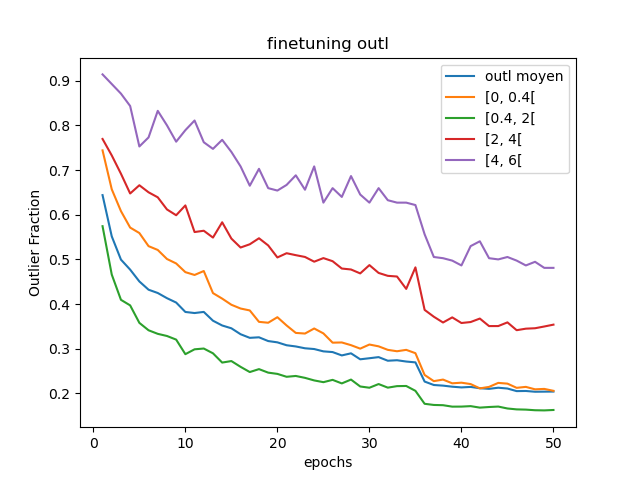 finetuning outl
outl moyen
[0, 0.4[
[0.4, 2[
[2, 4[
[4, 6[
Outlier Fraction
0.9
0.8
0.7
0.6
0.5
0.4
0.3
0.2
0 10 20 30 40 50
epochs